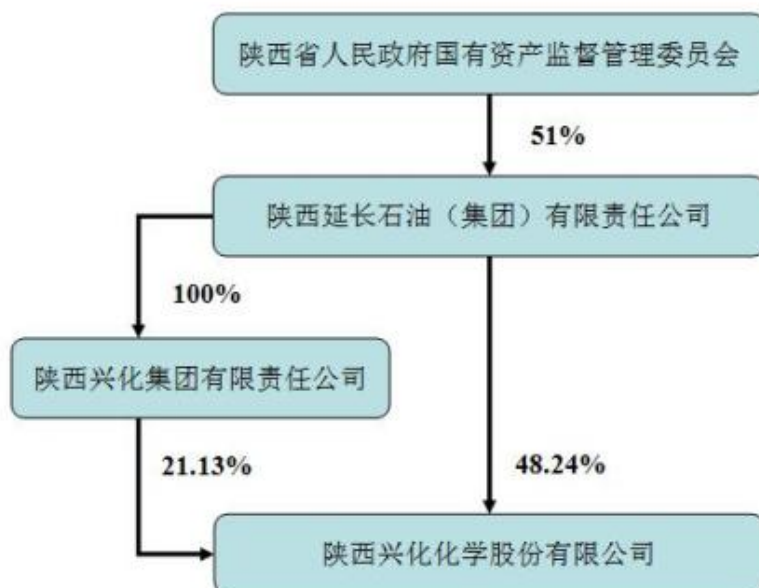 陕西省人民政府国有资产监督管理委员会
51%
陕西延长石油（集团）有限责任公司
100%
陕西兴化集团有限责任公司
21.13%
48.24%
陕西兴化化学股份有限公司